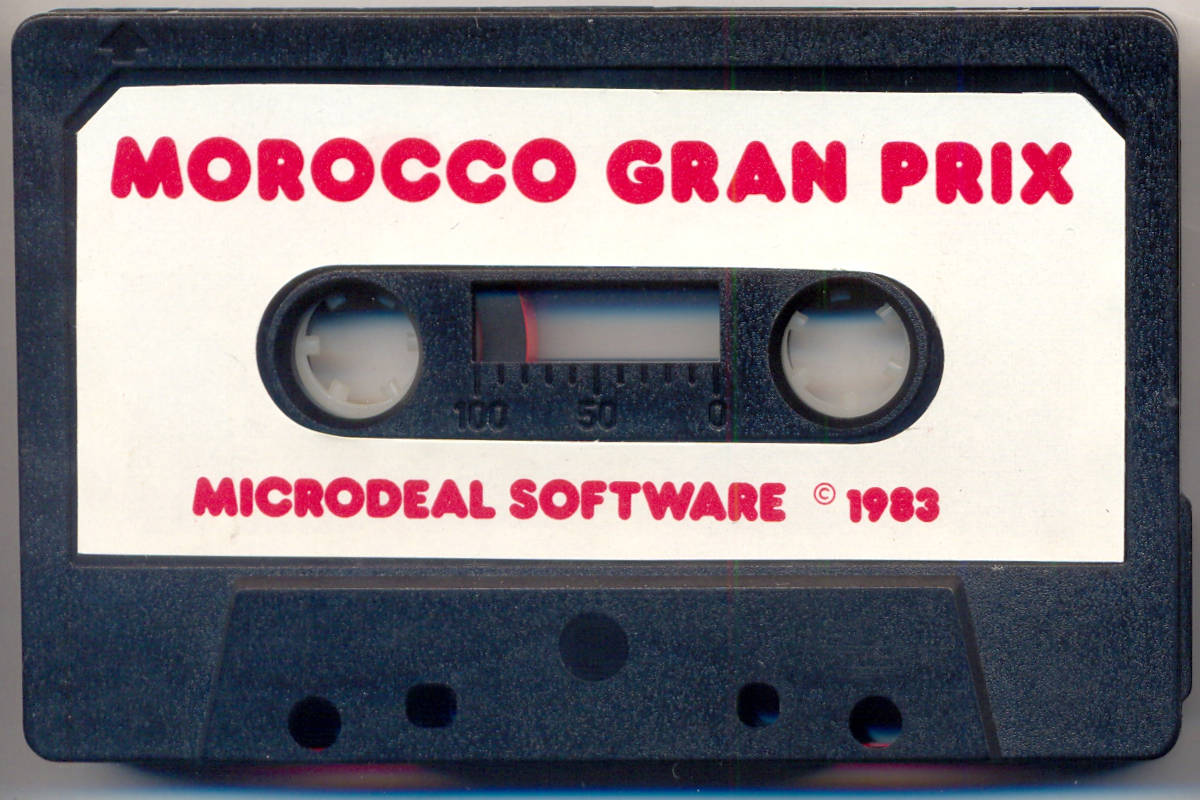 MOROCCO GRAN PRIX
100 50 0
MICRODEAL SOFTWARE © 1983